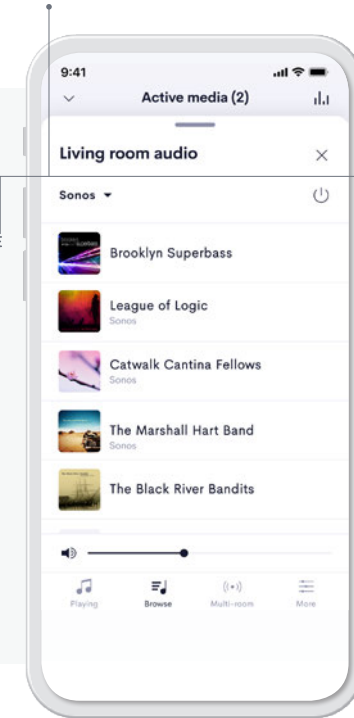 9:41
Active media (2)
Living room audio
Sonos
E
Brooklyn Superbass
League of Logic
Sonos
Catwalk Cantina Fellows
Sonos
The Marshall Hart Band
Sonos
The Black River Bandits
Playing
Browse
Multi-room
More